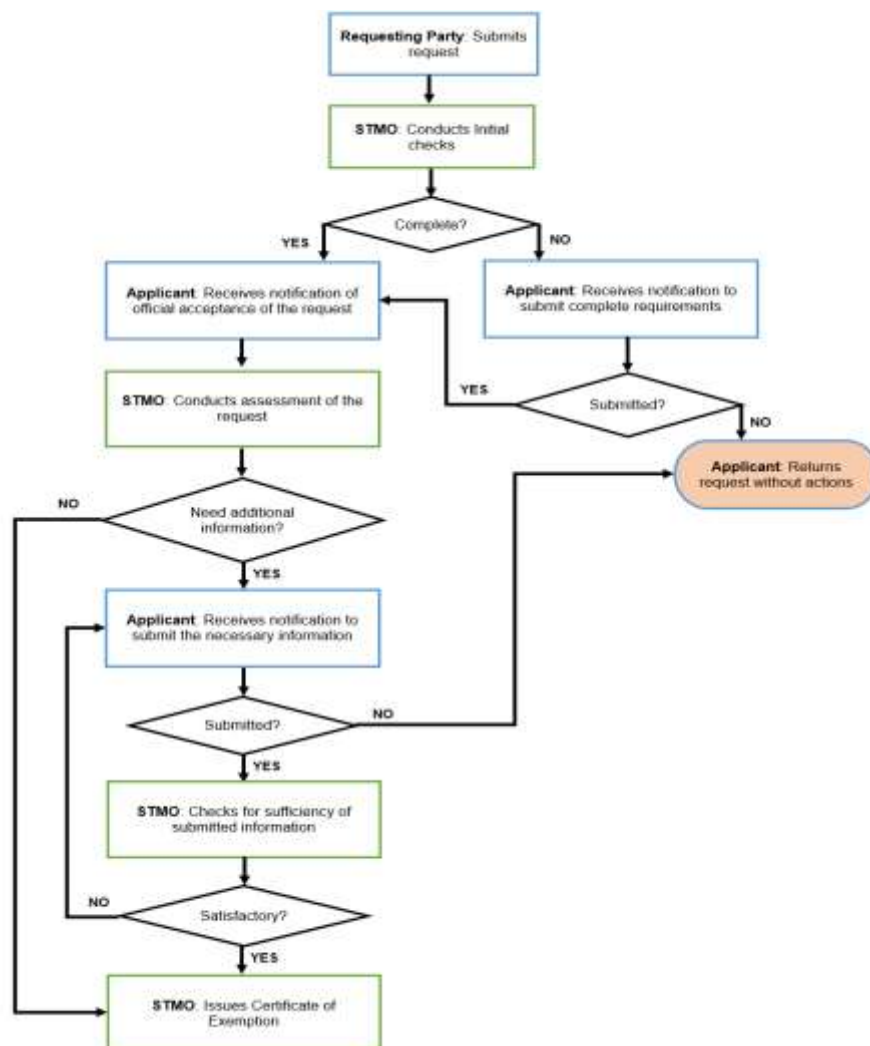 Requesting Party: Submits
request
STMO: Conducts Initial
checks
Complete?
YES
NO
Applicant: Receives notification of
official acceptance of the request
Applicant: Receives notification to
submit complete requirements
STMO: Conducts assessment of the
request
YES
Submitted?
NO
Applicant: Returns
request without actions
NO
Need additional
information?
YES
Applicant: Receives notification to
submit the necessary information
Submitted?
NO
YES
STMO: Checks for sufficiency of
submitted information
NO
Satisfactory?
YES
STMO: Issues Certificate of
Exemption